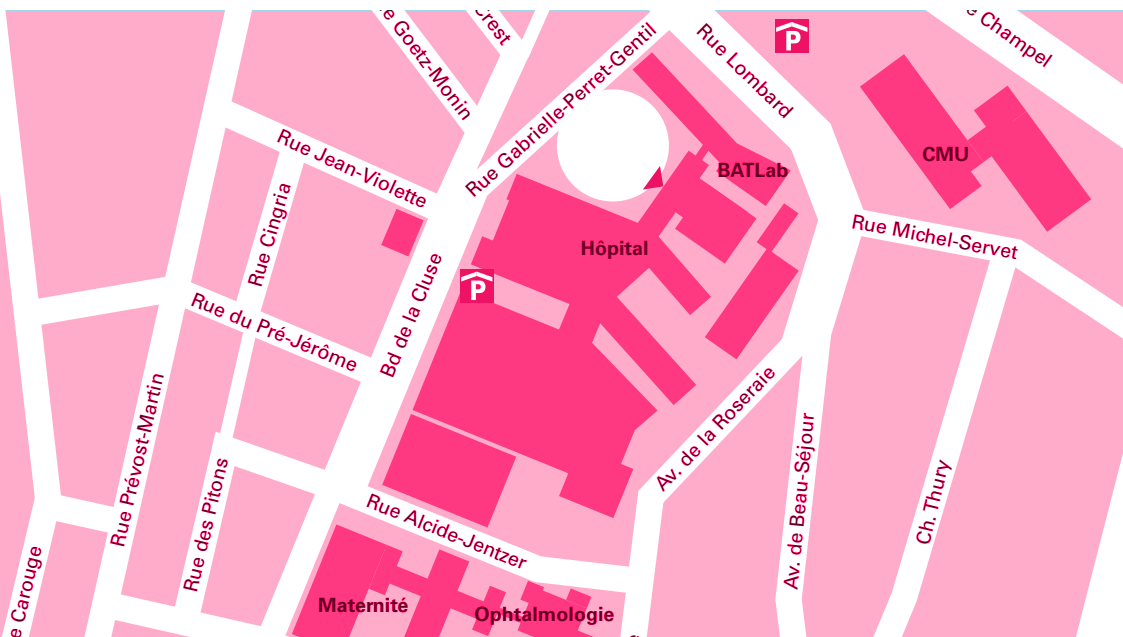 Goetz-Monin
Crest
Rue Gabrielle-Perret-Gentil
Rue Lombard
P
Champel
CMU
BATLab
Rue Jean-Violette
Rue Cingria
Hôpital
Rue Michel-Servet
P
Bd de la Cluse
Rue du Pré-Jérôme
Rue Prévost-Martin
Av. de la Roseraie
Av. de Beau-Séjour
Ch. Thury
Rue des Pitons
Rue Alcide-Jentzer
Carouge
Maternité
Ophtalmologie